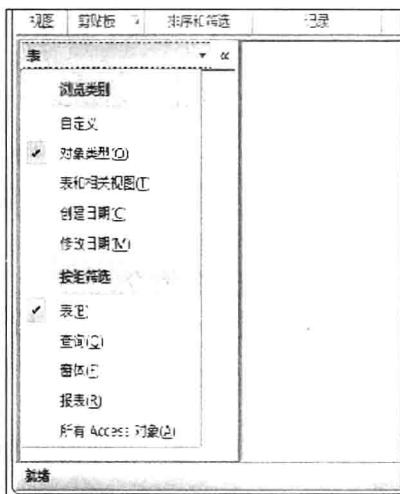 视图 剪贴板 排序和筛选 记录
表 «
浏览类别
自定义
对象类型(O)
表和相关视图(T)
创建日期(C)
修改日期(M)
按组筛选
表(E)
查询(Q)
窗体(F)
报表(R)
所有 Access 对象(A)
就绪